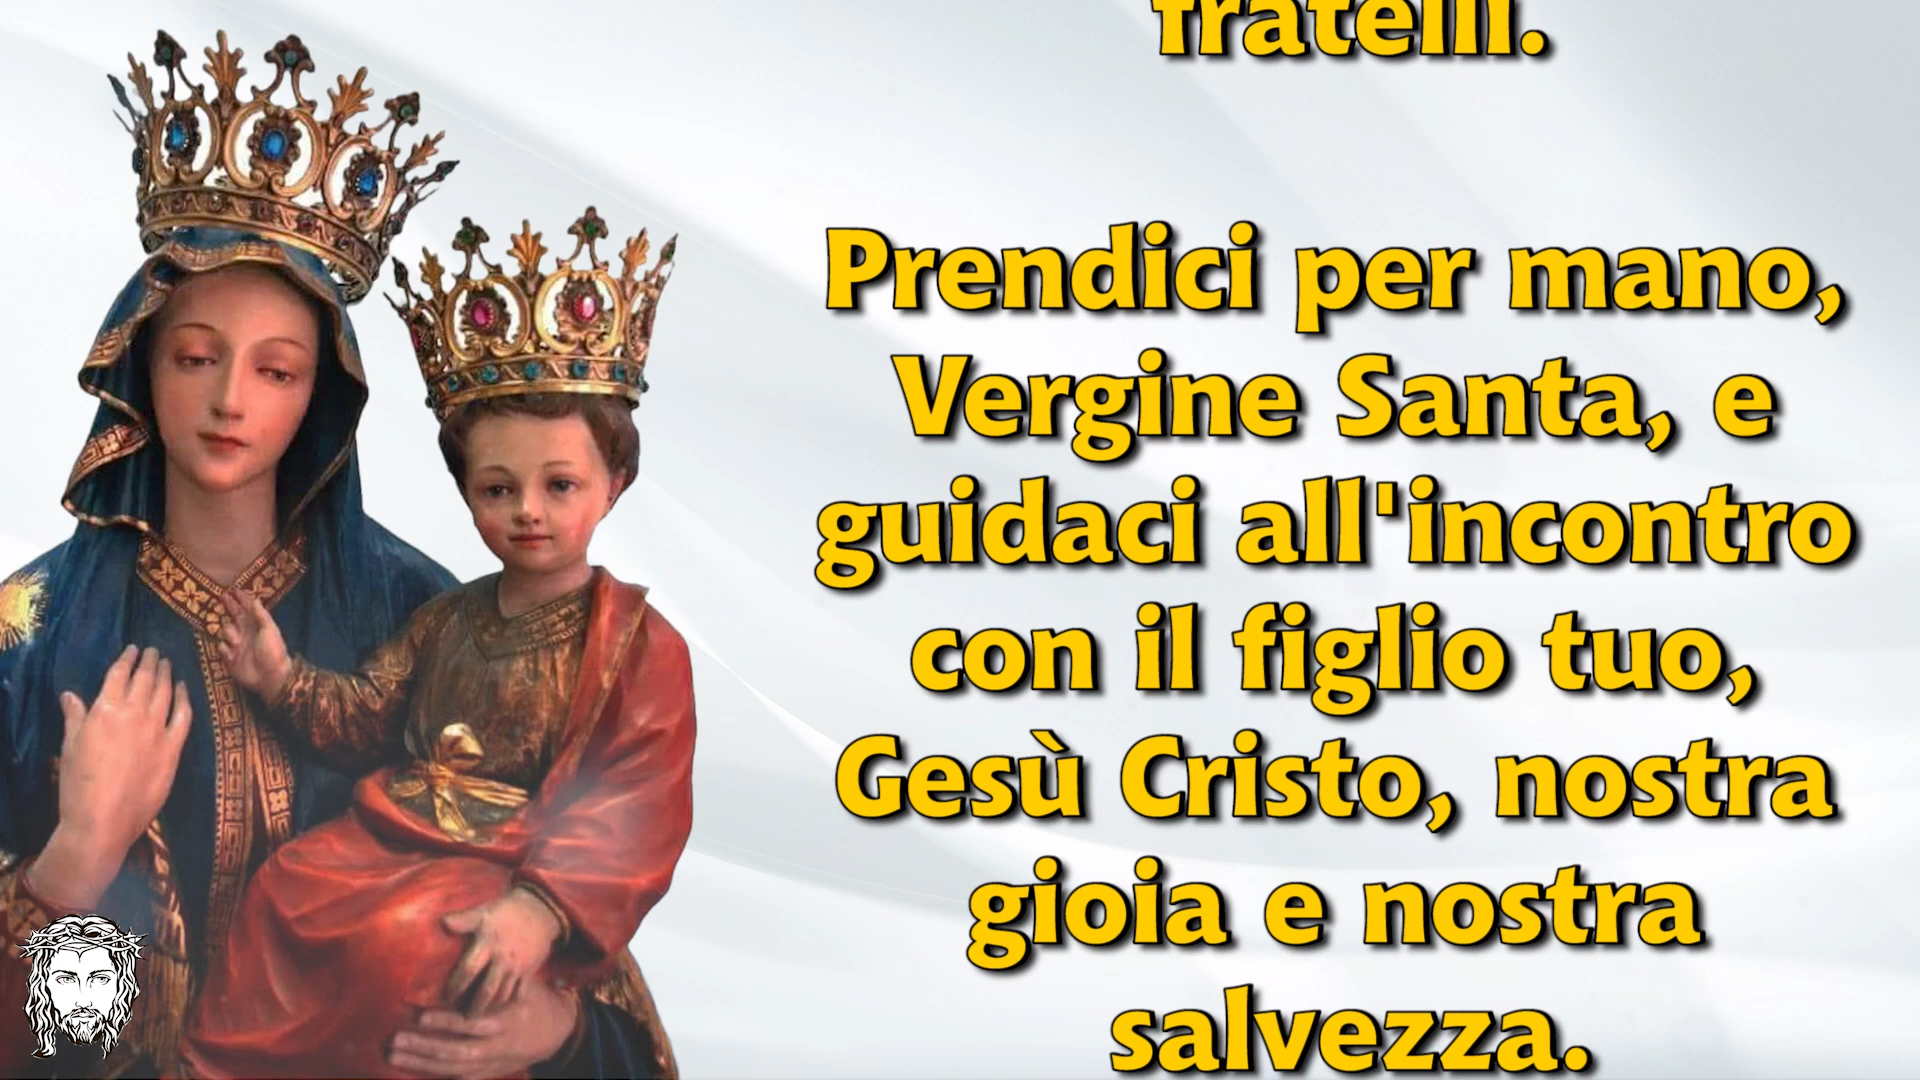 fratelli.
Prendici per mano,
Vergine Santa, e
guidaci all'incontro
con il figlio tuo,
Gesù Cristo, nostra
gioia e nostra
salvezza.